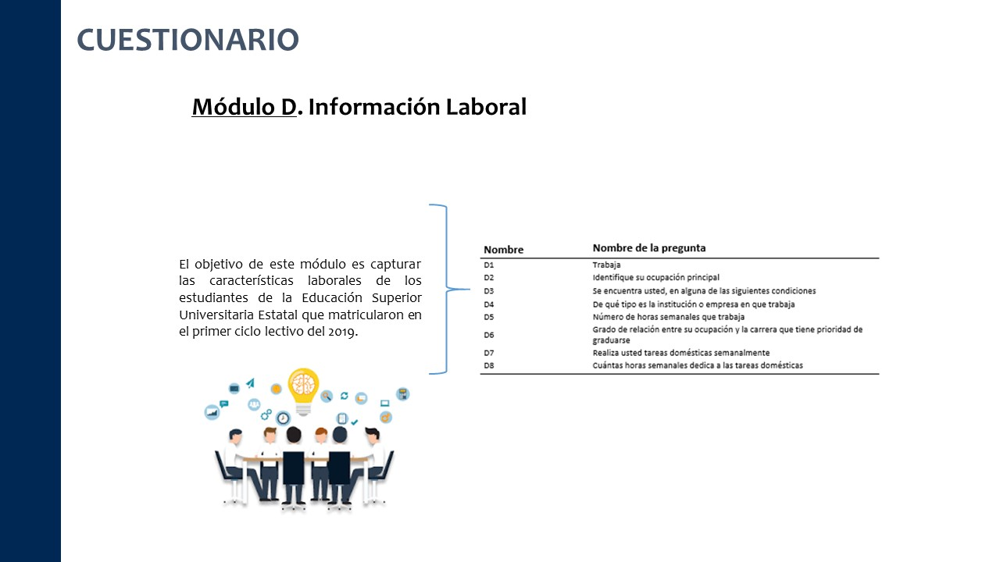 CUESTIONARIO
Módulo D. Información Laboral
El objetivo de este módulo es capturar
las características laborales de los
estudiantes de la Educación Superior
Universitaria Estatal que matricularon en
el primer ciclo lectivo del 2019.
Nombre Nombre de la pregunta
D1 Trabaja
D2 Identifique su ocupación principal
D3 Se encuentra usted, en alguna de las siguientes condiciones
D4 De qué tipo es la institución o empresa en que trabaja
D5 Número de horas semanales que trabaja
D6 Grado de relación entre su ocupación y la carrera que tiene prioridad de
graduarse
D7 Realiza usted tareas domésticas semanalmente
D8 Cuántas horas semanales dedica a las tareas domésticas